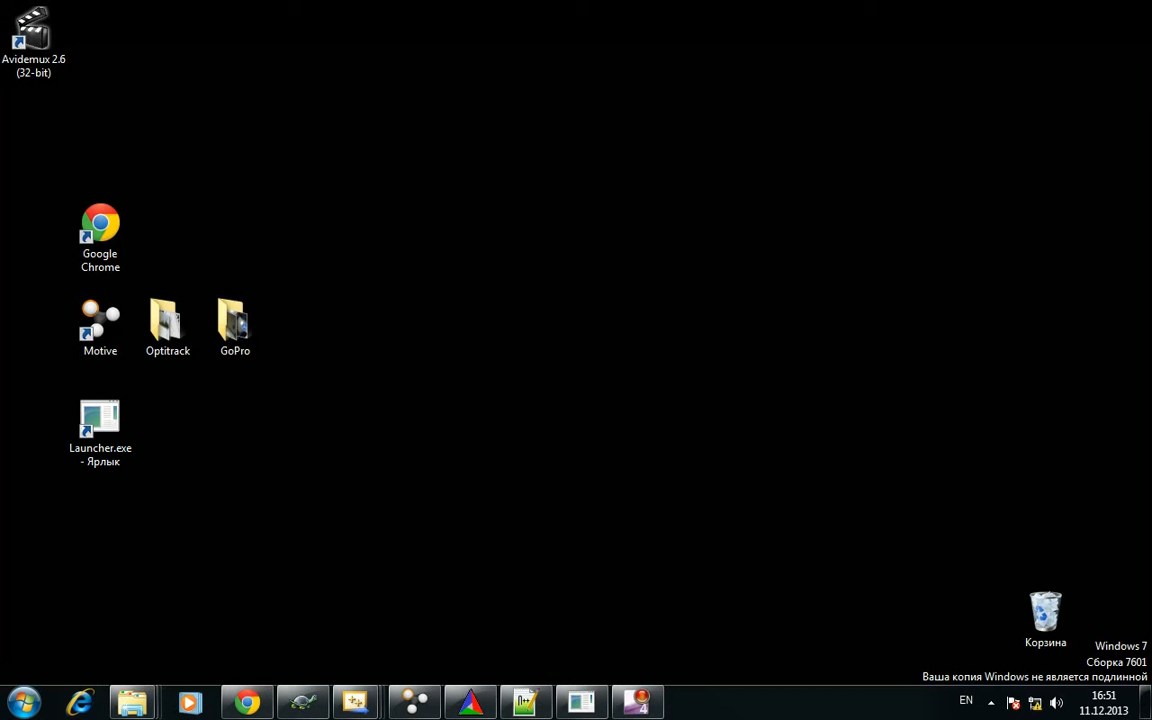 Avidemux 2.6
(32-bit)
Google
Chrome
Motive
Optitrack
GoPro
Launcher.exe
- Ярлык
Корзина
Windows 7
Сборка 7601
Ваша копия Windows не является подлинной
EN
16:51
11.12.2013